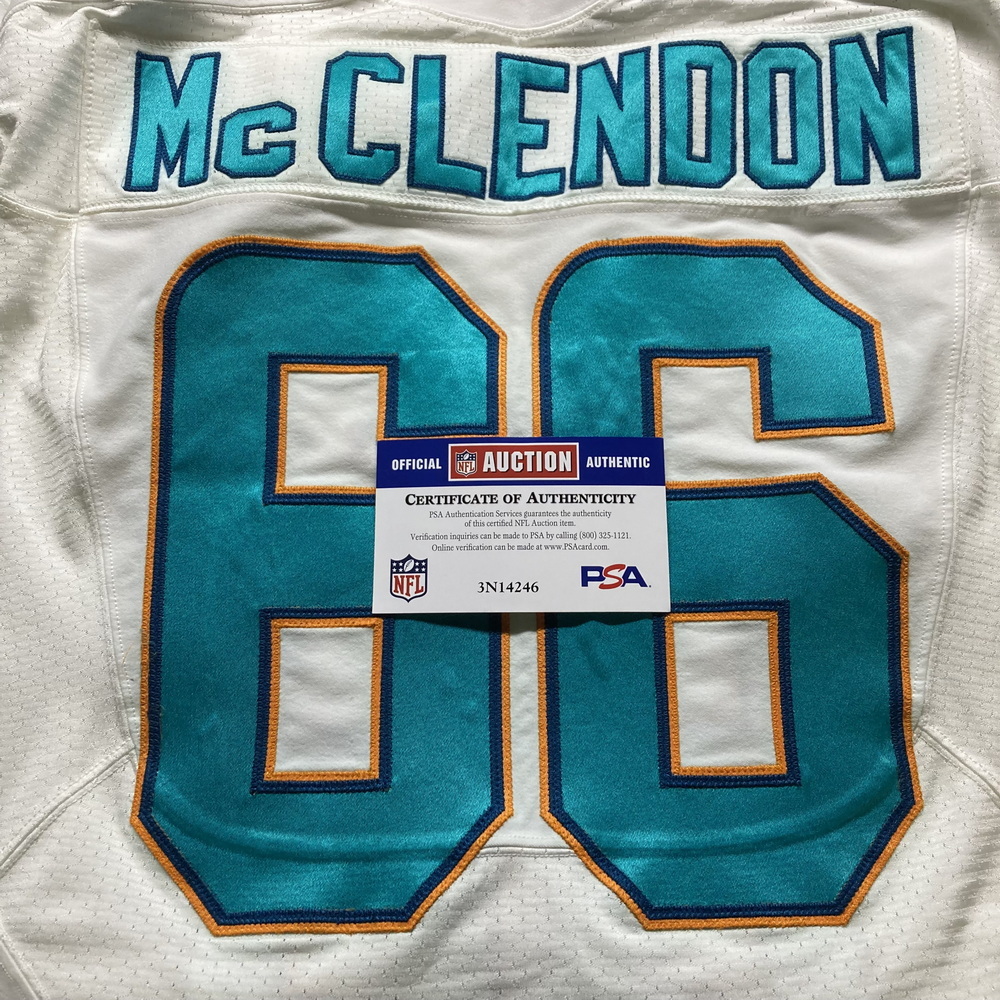 McCLENDON
66
OFFICIAL NFL AUCTION AUTHENTIC
CERTIFICATE OF AUTHENTICITY
PSA Authentication Services guarantees the authenticity
of this certified NFL Auction item.
Verification inquiries can be made to PSA by calling (800) 325-1121.
Online verification can be made at www.PSAcard.com.
NFL 3N14246 PSA